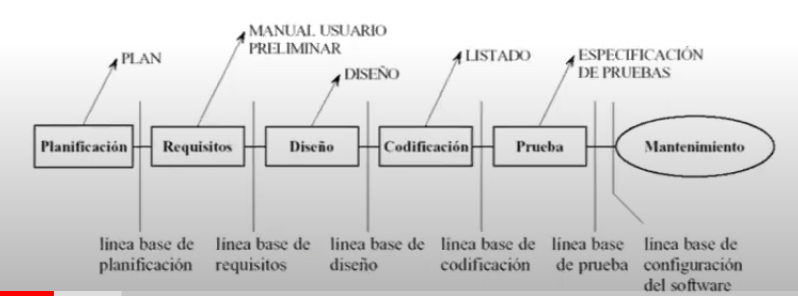 PLAN
MANUAL USUARIO
PRELIMINAR
DISEÑO
LISTADO
ESPECIFICACIÓN
DE PRUEBAS
Planificación
Requisitos
Diseño
Codificación
Prueba
Mantenimiento
línea base de
planificación
línea base de
requisitos
línea base de
diseño
línea base de
codificación
línea base
de prueba
línea base de
configuración
del software